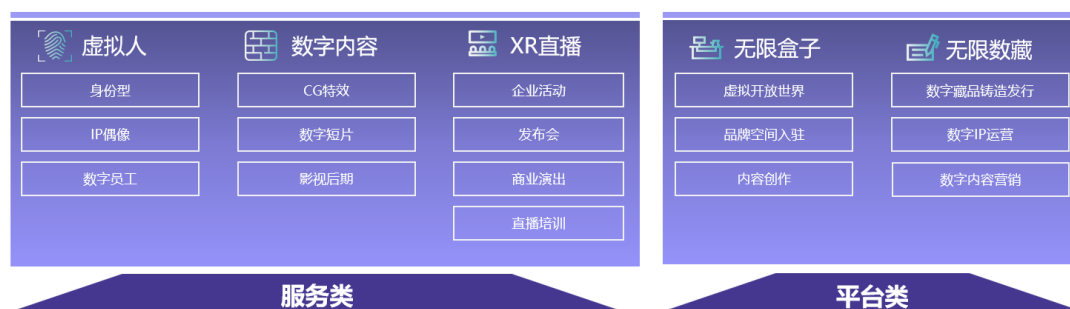 虚拟人
身份型
IP偶像
数字员工
数字内容
CG特效
数字短片
影视后期
XR直播
企业活动
发布会
商业演出
直播培训
服务类
无限盒子
虚拟开放世界
品牌空间入驻
内容创作
无限数藏
数字藏品铸造发行
数字IP运营
数字内容营销
平台类